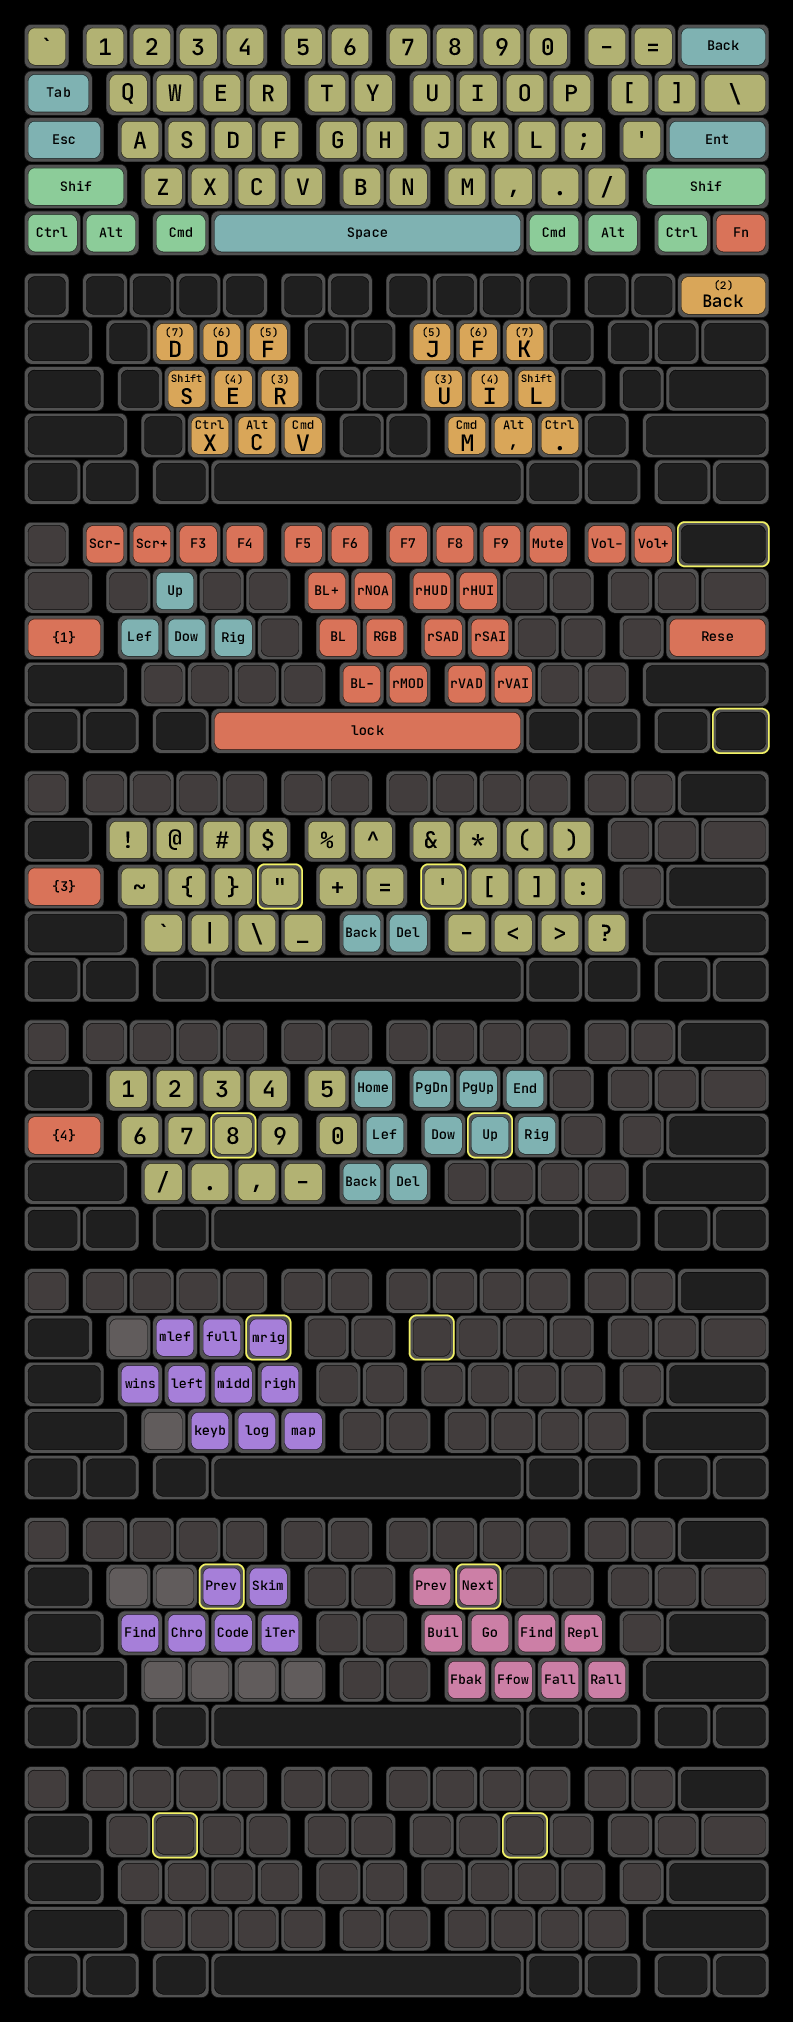 ` 1 2 3 4 5 6 7 8 9 0 - = Back
Tab Q W E R T Y U I O P [ ] \
Esc A S D F G H J K L ; ' Ent
Shif Z X C V B N M , . / Shif
Ctrl Alt Cmd Space Cmd Alt Ctrl Fn
(2)
Back
(7) (6) (5) (5) (6) (7)
D D F J F K
Shift (4) (3) (3) (4) Shift
S E R U I L
Ctrl Alt Cmd Cmd Alt Ctrl
X C V M , .
Scr- Scr+ F3 F4 F5 F6 F7 F8 F9 Mute Vol- Vol+
Up BL+ rNOA rHUD rHUI
{1} Lef Dow Rig BL RGB rSAD rSAI Rese
BL- rMOD rVAD rVAI
lock
! @ # $ % ^ & * ( )
{3} ~ { } " + = ' [ ] :
` | \ _ Back Del - < > ?
1 2 3 4 5 Home PgDn PgUp End
{4} 6 7 8 9 0 Lef Dow Up Rig
/ . , - Back Del
mlef full mrig
wins left midd righ
keyb log map
Prev Skim Prev Next
Find Chro Code iTer Buil Go Find Repl
Fbak Ffow Fall Rall